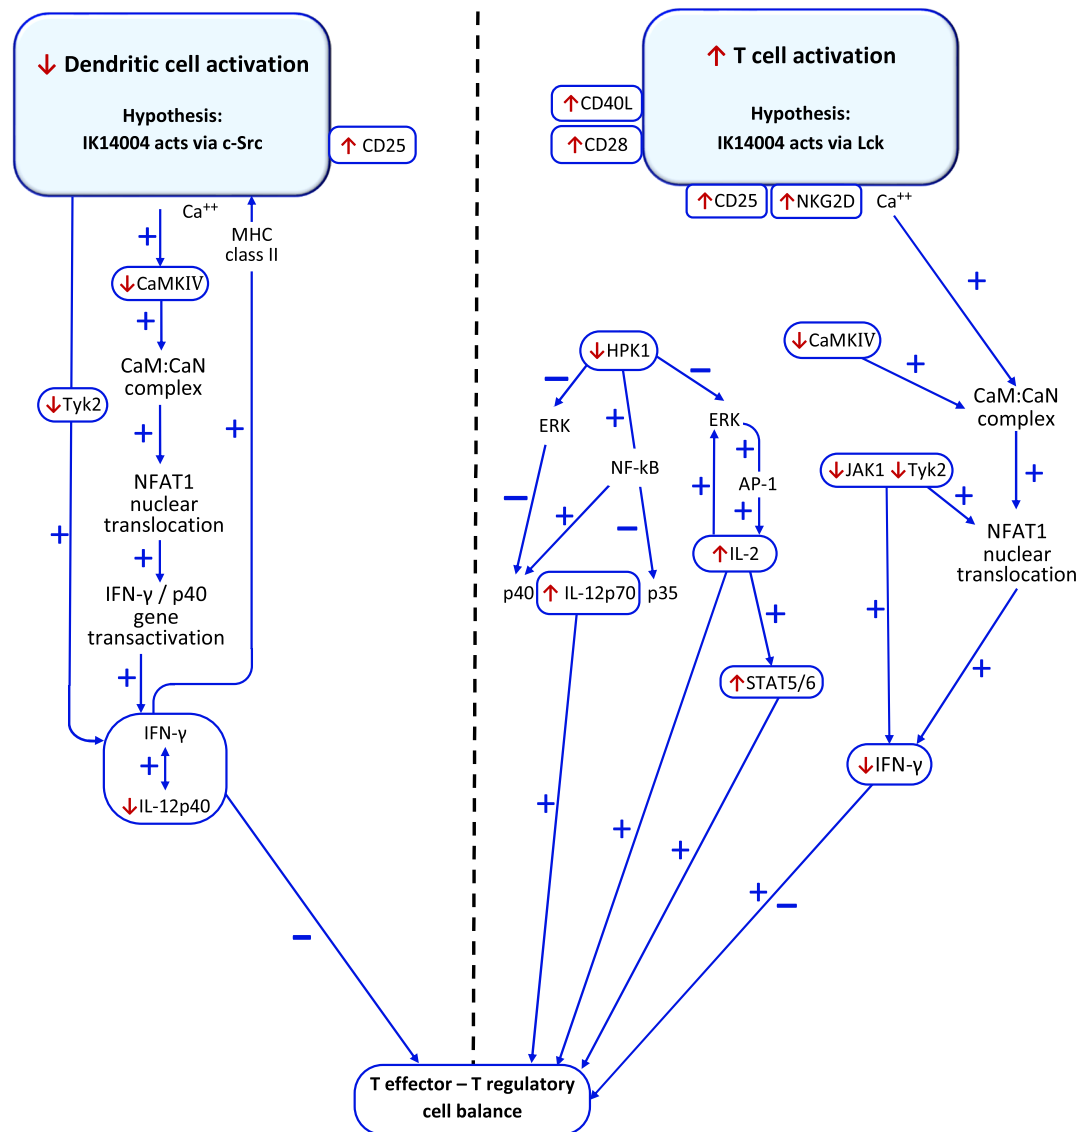 ↓ Dendritic cell activation
Hypothesis:
IK14004 acts via c-Src
↑ CD25
Ca++
+
MHC
class II
↓CaMKIV
+
CaM:CaN
complex
↓Tyk2
+
+
NFAT1
nuclear
translocation
+
+
IFN-γ / p40
gene
transactivation
+
IFN-γ
+
↓IL-12p40
−
↑ T cell activation
Hypothesis:
IK14004 acts via Lck
↑CD40L
↑CD28
↑CD25
↑NKG2D
Ca++
+
↓HPK1
−
−
+
ERK
NF-kB
−
+
−
ERK
+
+
AP-1
+
↑IL-2
p40
↑ IL-12p70
p35
+
↑STAT5/6
↓CaMKIV
+
CaM:CaN
complex
+
↓JAK1 ↓Tyk2
+
NFAT1
nuclear
translocation
+
+
↓IFN-γ
+
+
+
+
−
T effector – T regulatory
cell balance